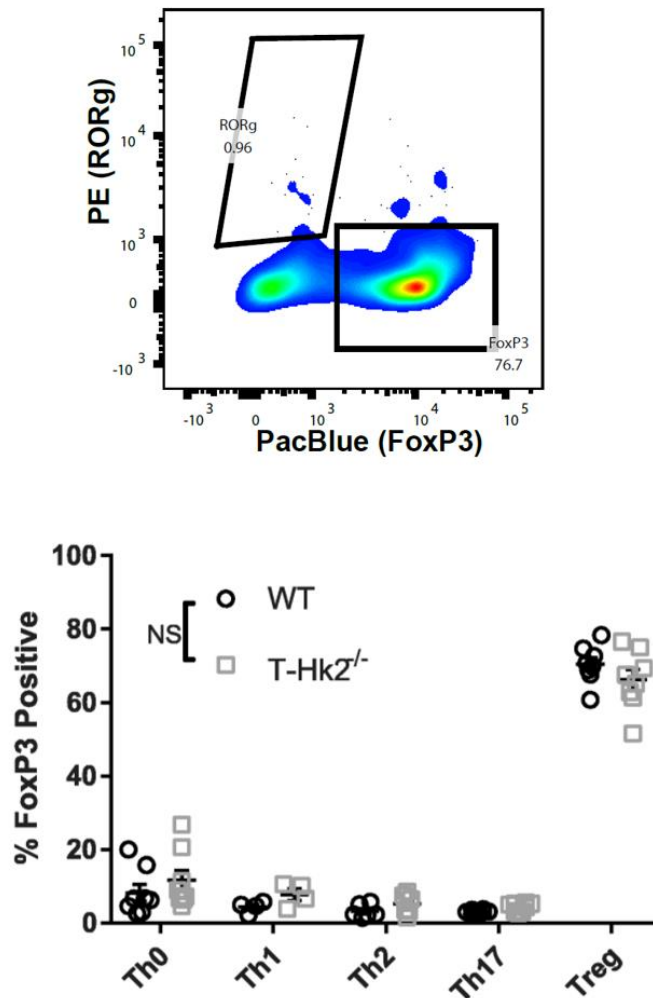 10 5
10 4
10 3
0
-10 3
PE (RORg)
RORg
0.96
FoxP3
76.7
-10 3
0
10 3
10 4
10 5
PacBlue (FoxP3)
100
80
60
40
20
0
% FoxP3 Positive
NS
WT
T-Hk2-/-
Th0
Th1
Th2
Th17
Treg